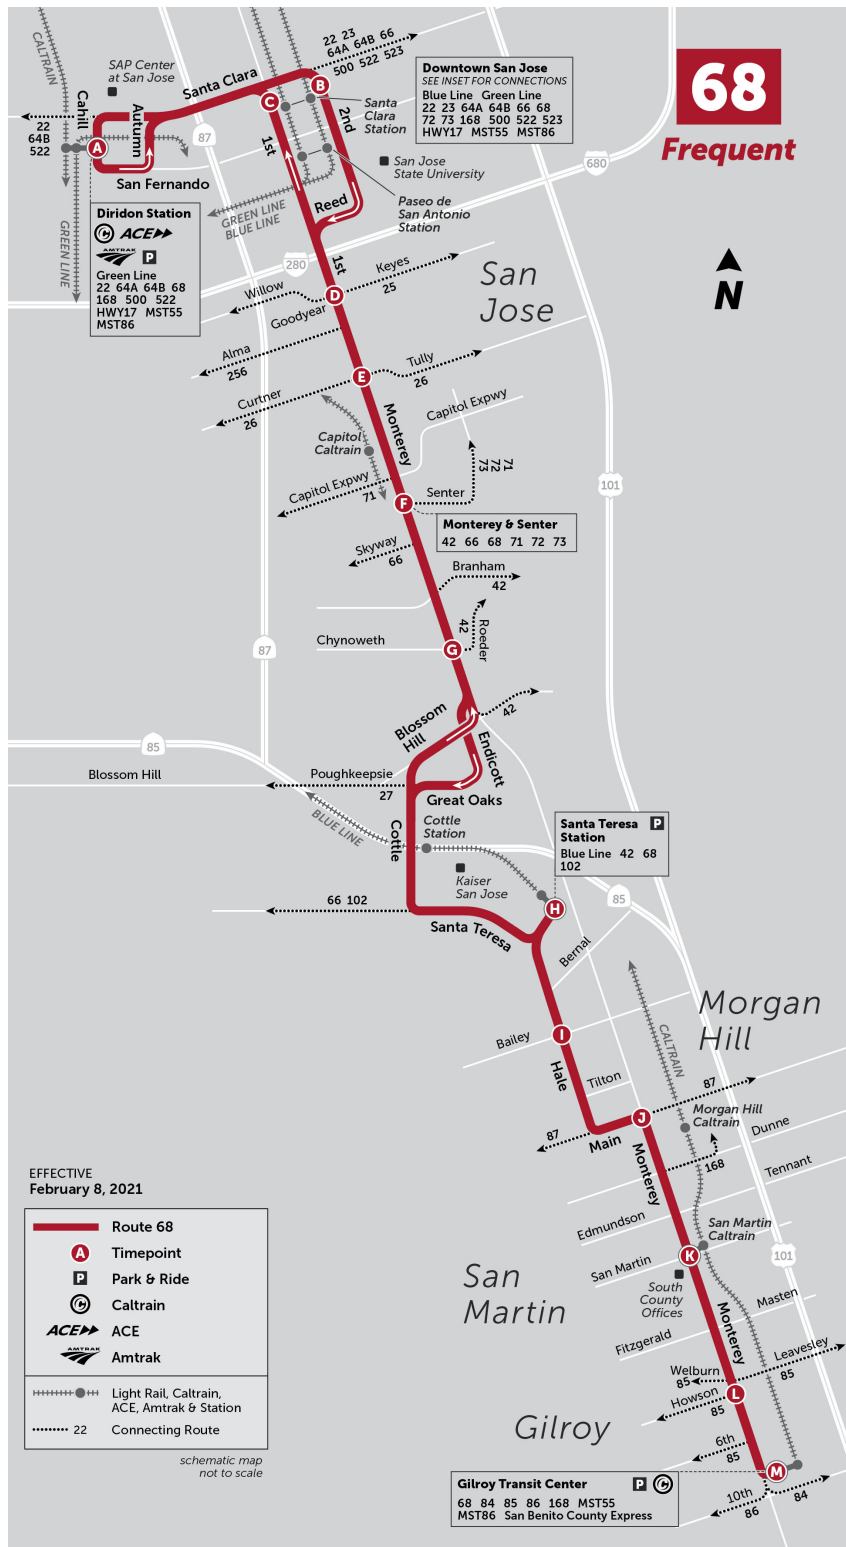 68
Frequent
N
CALTRAIN
SAP Center
at San Jose
Santa Clara
22 23
64A 64B 66
500 522 523
Downtown San Jose
SEE INSET FOR CONNECTIONS
Blue Line Green Line
22 23 64A 64B 66 68
72 73 168 500 522 523
HWY17 MST55 MST86
Cahill
Autumn
B
C
2nd
1st
Santa
Clara
Station
22
64B
522
A
87
San Fernando
San Jose
State University
680
GREEN LINE
BLUE LINE
Reed
Paseo de
San Antonio
Station
GREEN LINE
Diridon Station
C ACE
AMTRAK P
Green Line
22 64A 64B 68
168 500 522
HWY17 MST55
MST86
280
1st
Keyes
25
San
Jose
Willow
D
Goodyear
Alma
256
Tully
26
E
Curtner
26
Monterey
Capitol Expwy
Capitol
Caltrain
73
72
71
101
Capitol Expwy
71
F
Senter
Monterey & Senter
42 66 68 71 72 73
Skyway
66
Branham
42
42
Roeder
Chynoweth
G
87
42
Blossom
Hill
Endicott
85
Blossom Hill
Poughkeepsie
27
Great Oaks
BLUE LINE
Cottle
Cottle
Station
Santa Teresa P
Station
Blue Line 42 68
102
Kaiser
San Jose
85
66 102
H
Santa Teresa
Bernal
Morgan
Hill
CALTRAIN
Bailey
I
Hale
Tilton
87
J
Morgan Hill
Caltrain
Dunne
87
Main
168
Tennant
Monterey
Edmundson
San Martin
Caltrain
K
101
San Martin
San
Martin
South
County
Offices
Masten
Monterey
Fitzgerald
Leavesley
85
Welburn
85
Howson
85
L
Gilroy
6th
85
M
Gilroy Transit Center P C
68 84 85 86 168 MST55
MST86 San Benito County Express
10th
86
84
EFFECTIVE
February 8, 2021
Route 68
A Timepoint
P Park & Ride
C Caltrain
ACE ACE
AMTRAK Amtrak
Light Rail, Caltrain,
ACE, Amtrak & Station
22 Connecting Route
schematic map
not to scale